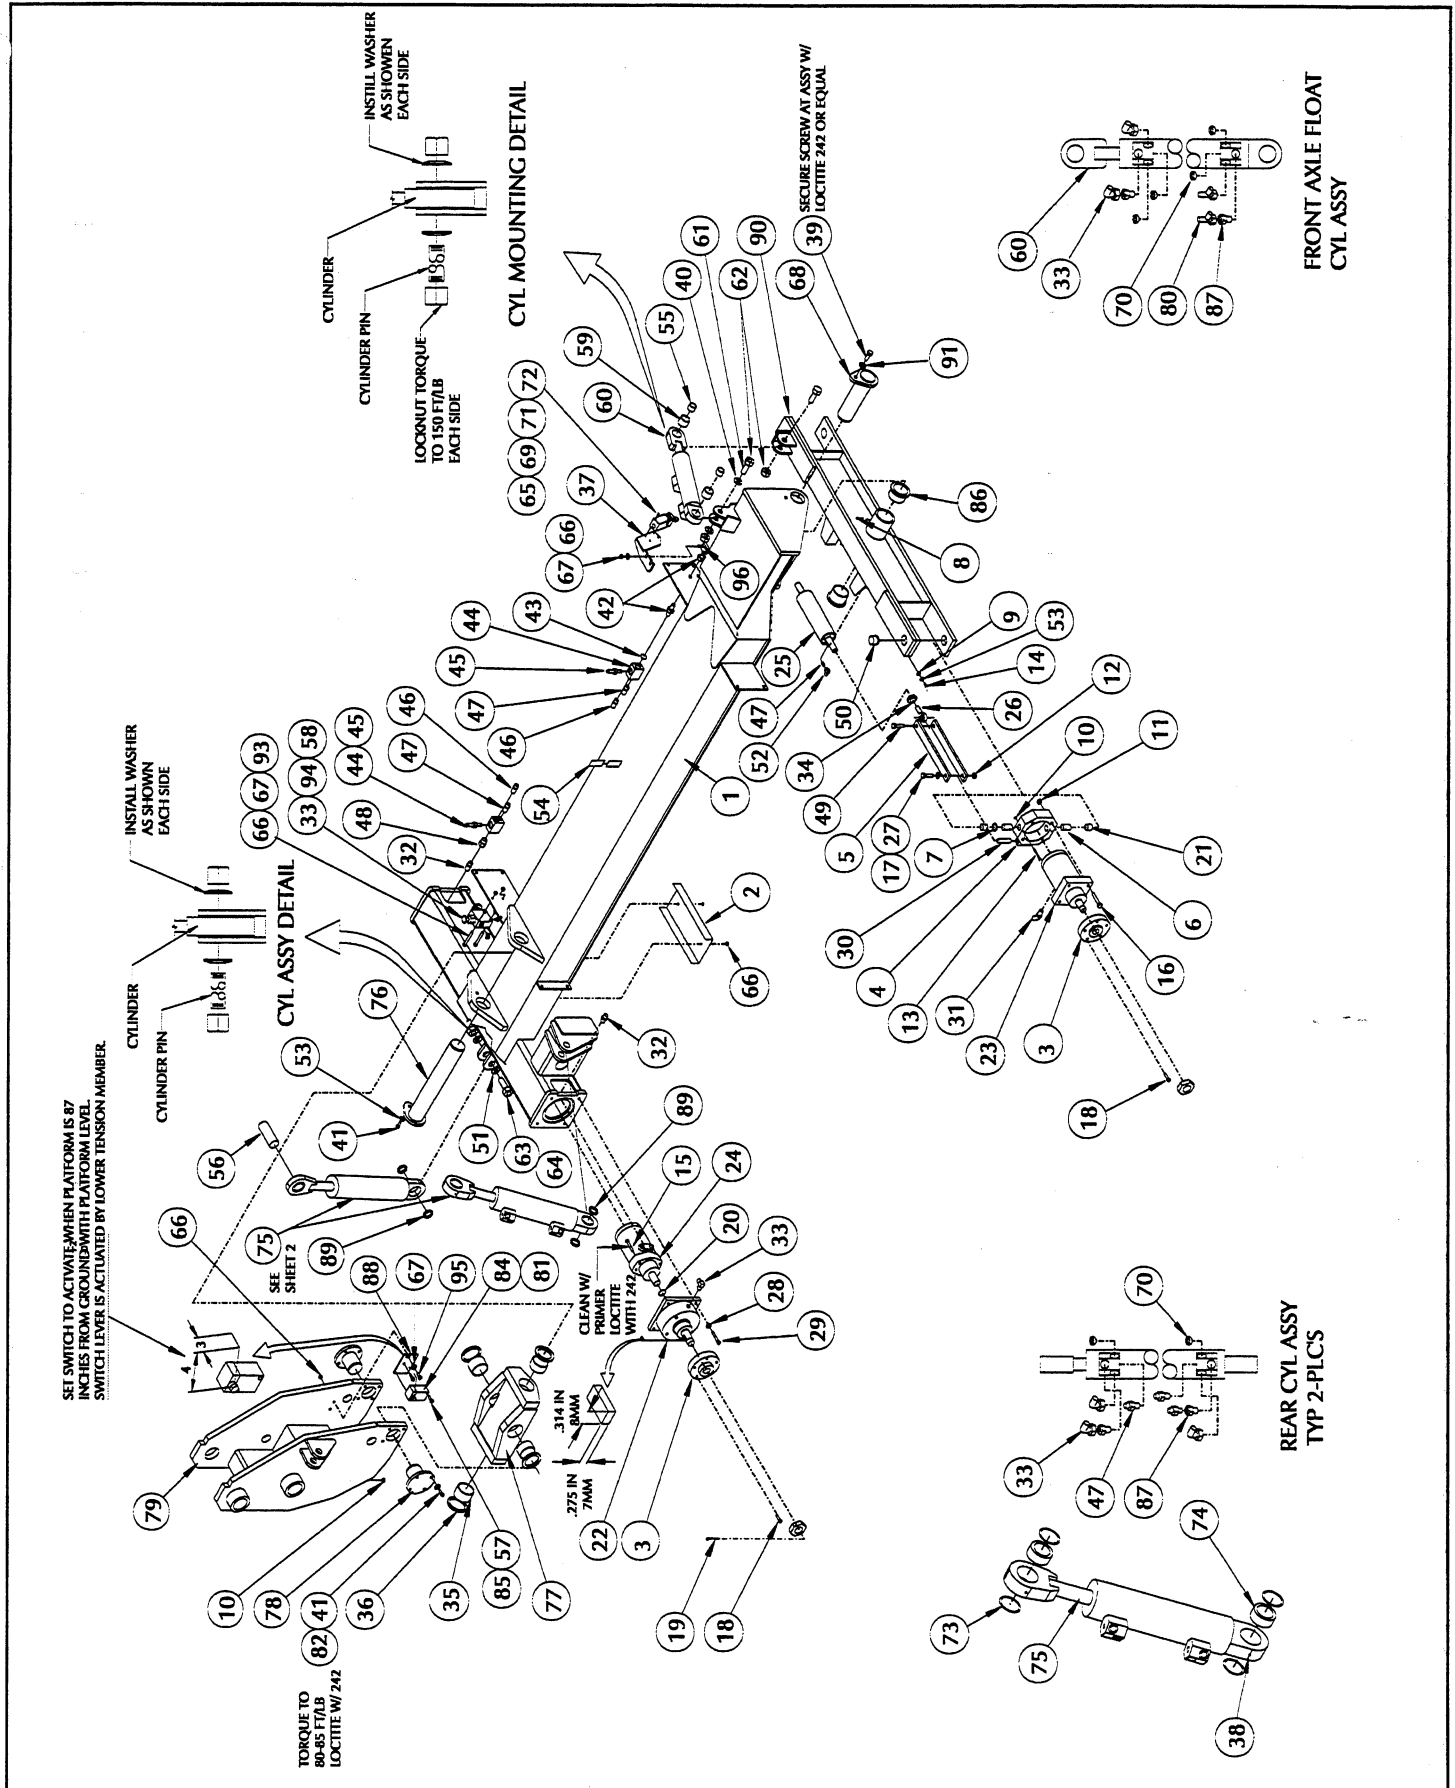 SET SWITCH TO ACTIVATE WHEN PLATFORM IS 87
INCHES FROM GROUND WITH PLATFORM LEVEL.
SWITCH LEVER IS ACTUATED BY LOWER TENSION MEMBER.
4
3
CYLINDER
CYLINDER PIN
INSTALL WASHER
AS SHOWN
EACH SIDE
CYL ASSY DETAIL
CYLINDER
CYLINDER PIN
LOCKNUT TORQUE
TO 150 FT/LB
EACH SIDE
INSTILL WASHER
AS SHOWEN
EACH SIDE
CYL MOUNTING DETAIL
66
56
41
53
76
33 94 58
66 67 93
32
48
44 45
47
46
46
47
45
44
43
42
67 66
37
65 69 71 72
60
59
55
40
61
62
90
SECURE SCREW AT ASSY W/
LOCTITE 242 OR EQUAL
68
39
91
86
8
96
25
47
52
50
9
53
14
26
12
34
49
5
17 27
7
30
10
11
21
4
13
31
23
3
6
16
18
54
1
2
66
32
51
63
64
89
75
89
SEE
SHEET 2
88
67
95
84
81
79
10
78
82 41
36
35
85 57
77
TORQUE TO
80-85 FT/LB
LOCTITE W/ 242
CLEAN W/
PRIMER
LOCTITE
WITH 242
15
24
20
33
28
29
.314 IN
8MM
.275 IN
7MM
22
3
19
18
73
75
38
74
33
47
87
70
REAR CYL ASSY
TYP 2-PLC'S
60
33
70
80
87
FRONT AXLE FLOAT
CYL ASSY